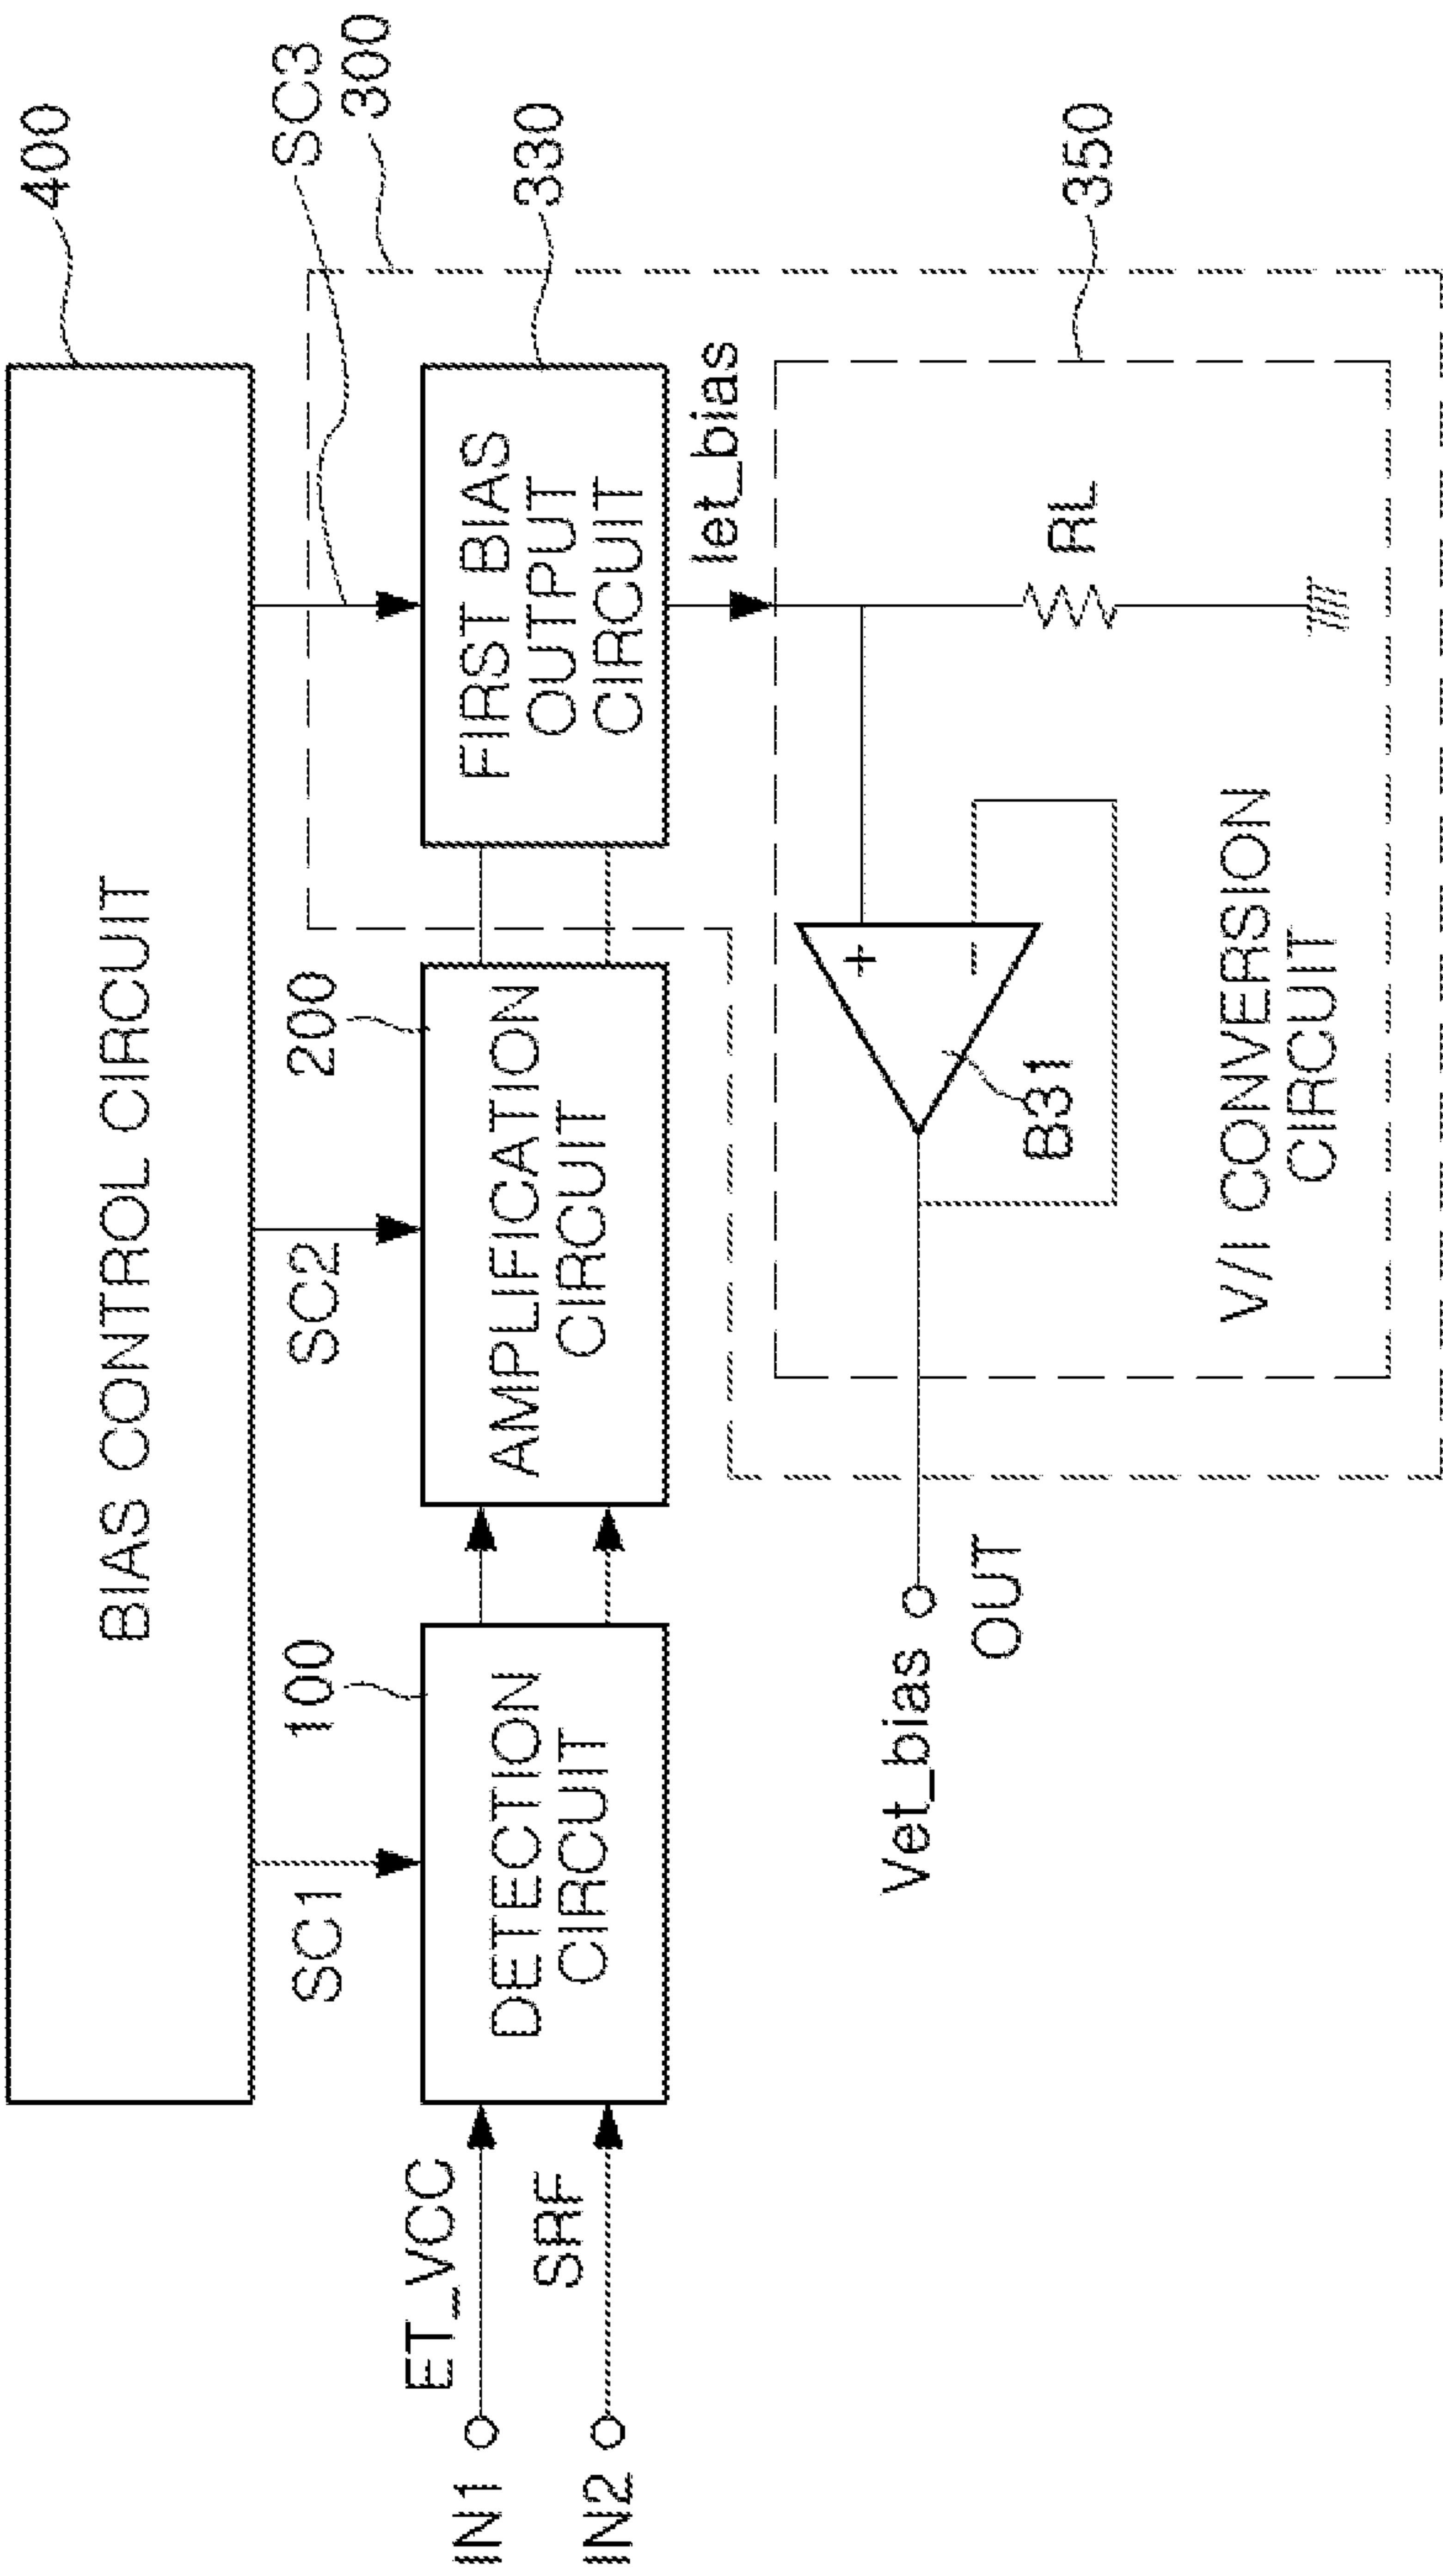 400
BIAS CONTROL CIRCUIT
SC1
SC2
SC3
300
100
200
330
IN1
ET_VCC
IN2
SRF
DETECTION
CIRCUIT
AMPLIFICATION
CIRCUIT
FIRST BIAS
OUTPUT
CIRCUIT
Iet_bias
350
Vet_bias
OUT
+
−
B31
RL
V/I CONVERSION
CIRCUIT